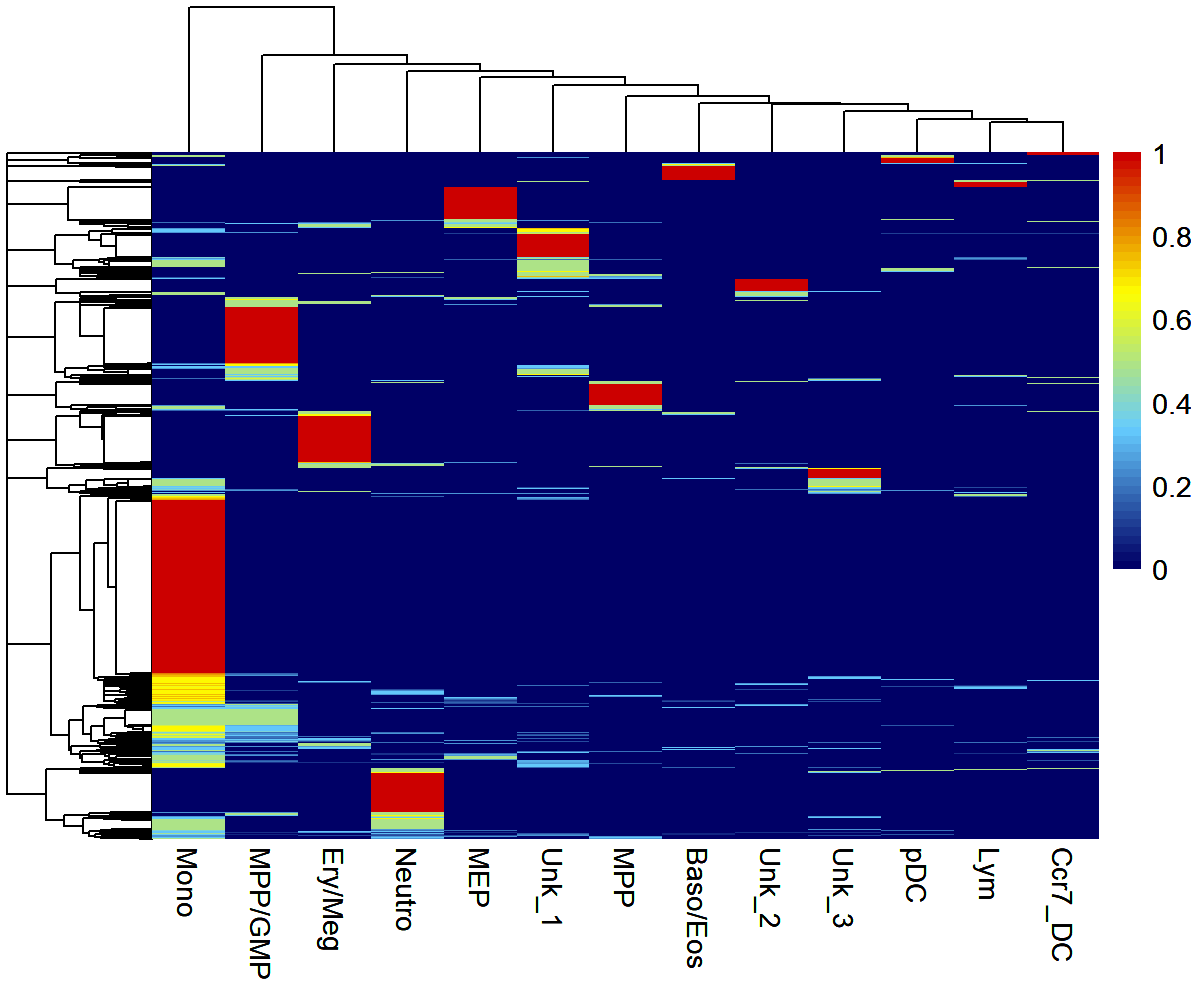 1
0.8
0.6
0.4
0.2
0
Mono
MPP/GMP
Ery/Meg
Neutro
MEP
Unk_1
MPP
Baso/Eos
Unk_2
Unk_3
pDC
Lym
Ccr7_DC